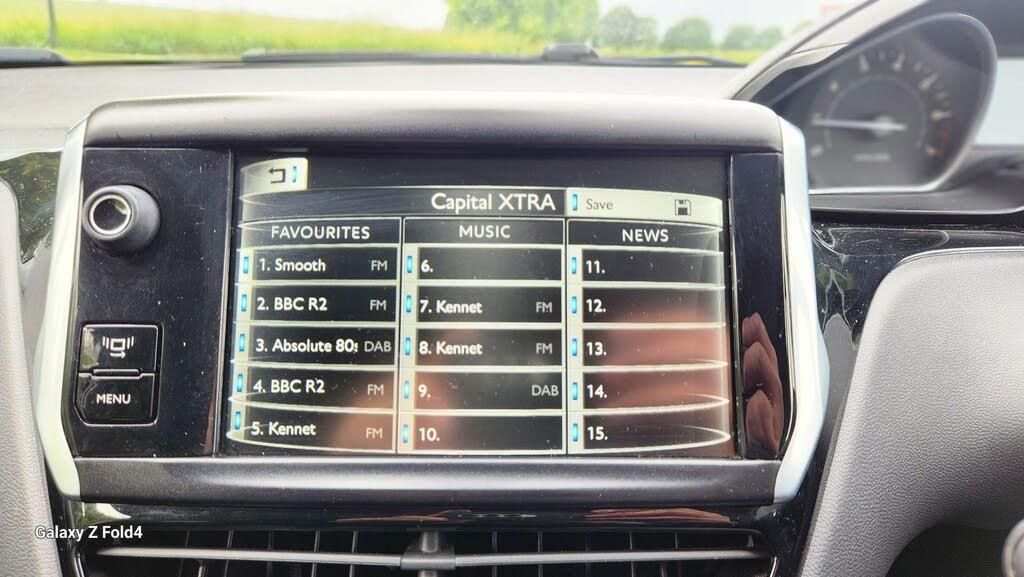 Capital XTRA
Save
FAVOURITES
MUSIC
NEWS
1. Smooth FM
6.
11.
2. BBC R2 FM
7. Kennet FM
12.
3. Absolute 80s DAB
8. Kennet FM
13.
4. BBC R2 FM
9. DAB
14.
5. Kennet FM
10.
15.
MENU
Galaxy Z Fold4